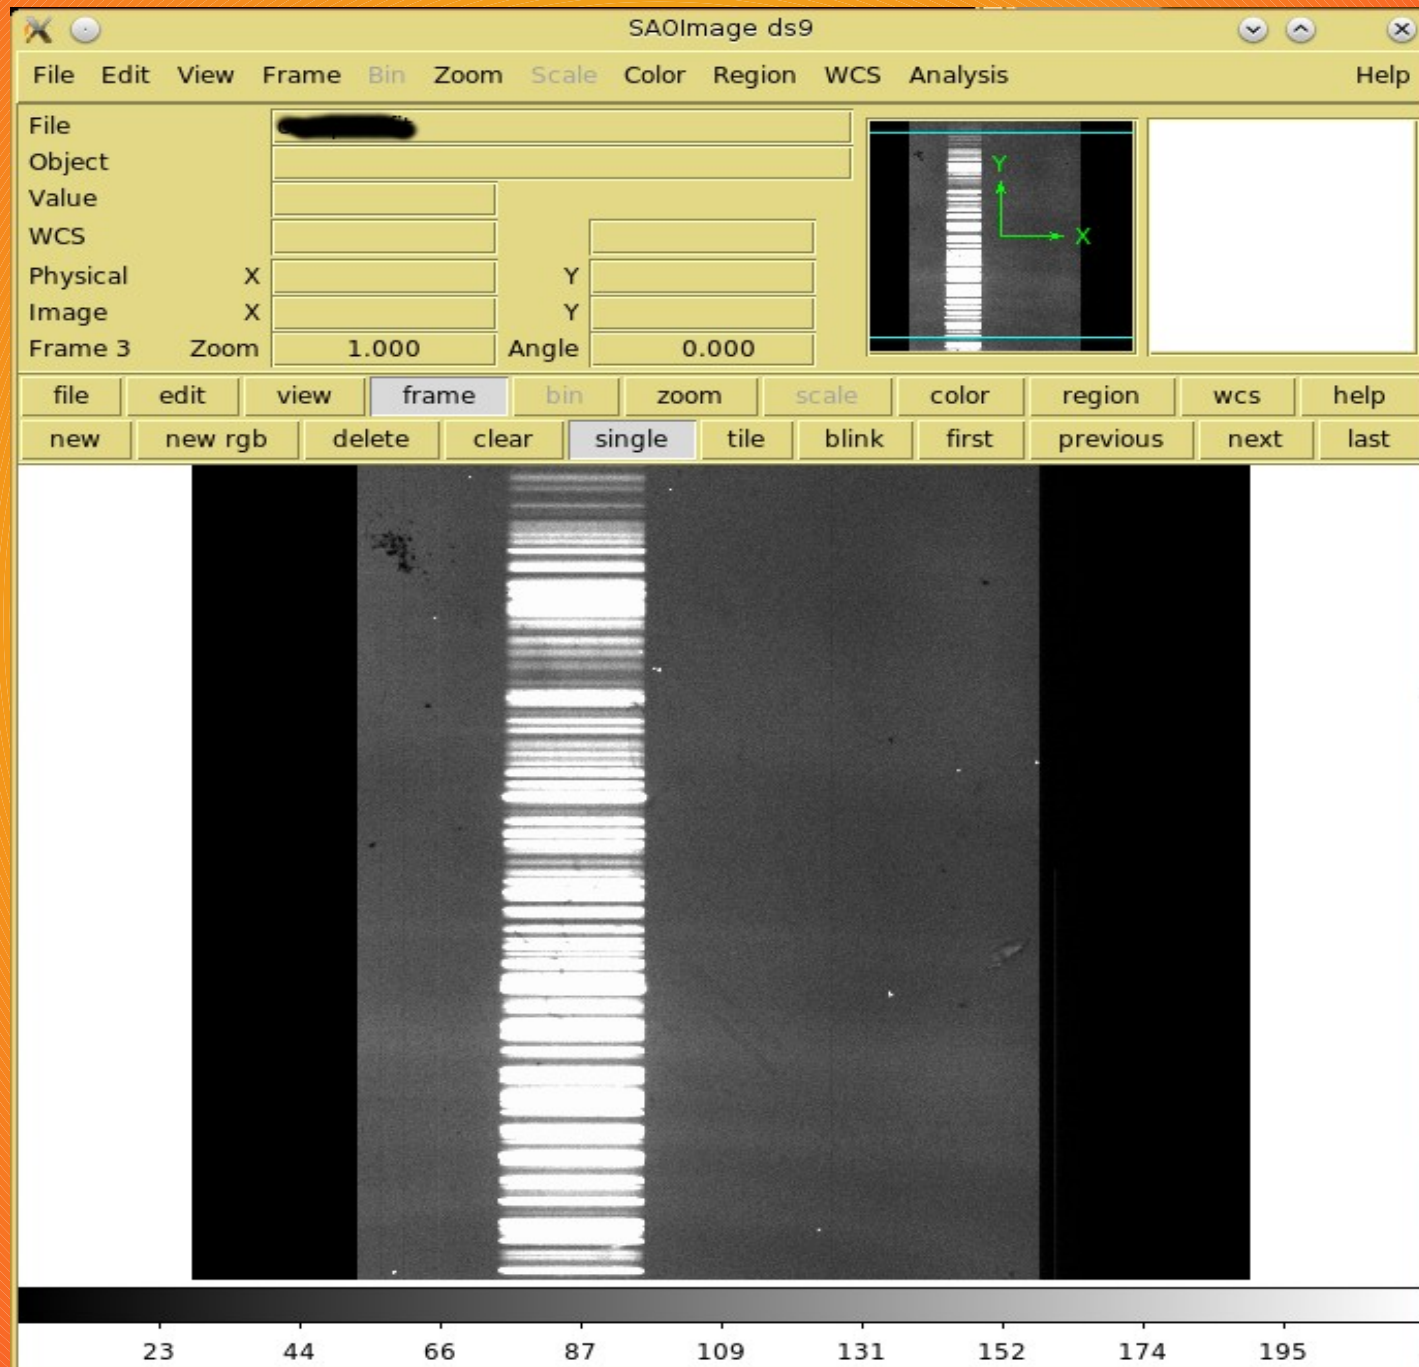 SAOImage ds9
File Edit View Frame Bin Zoom Scale Color Region WCS Analysis Help
File
Object
Value
WCS
Physical X Y
Image X Y
Frame 3 Zoom 1.000 Angle 0.000
Y
X
file edit view frame bin zoom scale color region wcs help
new new rgb delete clear single tile blink first previous next last
23 44 66 87 109 131 152 174 195